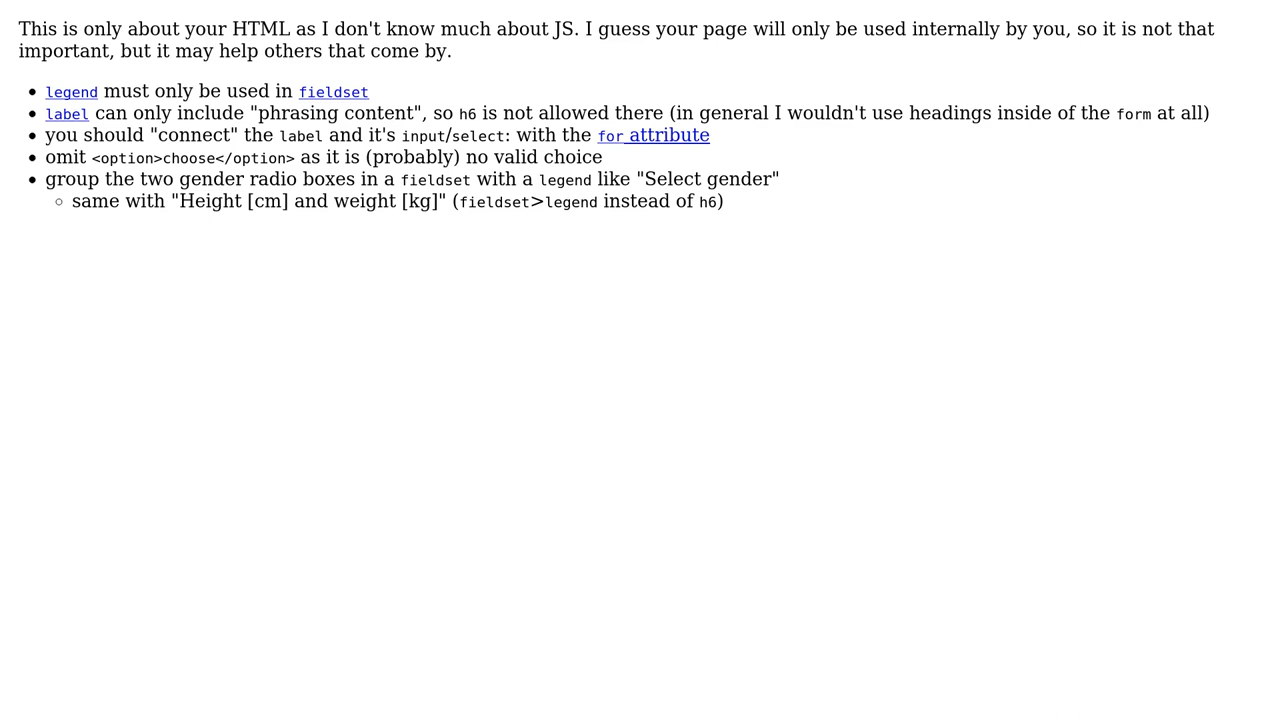 This is only about your HTML as I don't know much about JS. I guess your page will only be used internally by you, so it is not that
important, but it may help others that come by.
legend must only be used in fieldset
label can only include "phrasing content", so h6 is not allowed there (in general I wouldn't use headings inside of the form at all)
you should "connect" the label and it's input/select: with the for attribute
omit <option>choose</option> as it is (probably) no valid choice
group the two gender radio boxes in a fieldset with a legend like "Select gender"
same with "Height [cm] and weight [kg]" (fieldset>legend instead of h6)